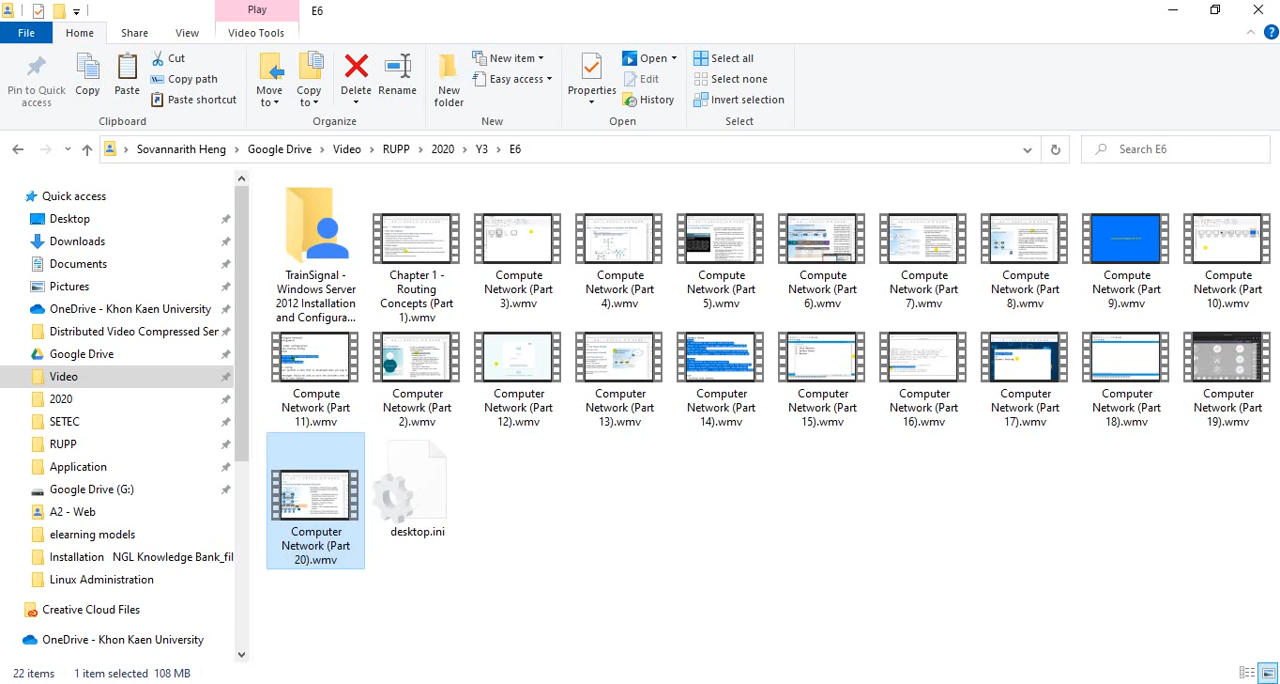 Play
E6
File
Home
Share
View
Video Tools
Pin to Quick
access
Copy
Paste
Cut
Copy path
Paste shortcut
Clipboard
Move
to
Copy
to
Delete
Rename
Organize
New
folder
New item
Easy access
New
Properties
Open
Edit
History
Open
Select all
Select none
Invert selection
Select
Sovannarith Heng > Google Drive > Video > RUPP > 2020 > Y3 > E6
Search E6
Quick access
Desktop
Downloads
Documents
Pictures
OneDrive - Khon Kaen University
Distributed Video Compressed Ser
Google Drive
Video
2020
SETEC
RUPP
Application
Google Drive (G:)
A2 - Web
elearning models
Installation NGL Knowledge Bank_fil
Linux Administration
Creative Cloud Files
OneDrive - Khon Kaen University
TrainSignal -
Windows Server
2012 Installation
and Configura...
Chapter 1 -
Routing
Concepts (Part
1).wmv
Compute
Network (Part
3).wmv
Compute
Network (Part
4).wmv
Compute
Network (Part
5).wmv
Compute
Network (Part
6).wmv
Compute
Network (Part
7).wmv
Compute
Network (Part
8).wmv
Compute
Network (Part
9).wmv
Compute
Network (Part
10).wmv
Compute
Network (Part
11).wmv
Computer
Network (Part
2).wmv
Computer
Network (Part
12).wmv
Computer
Network (Part
13).wmv
Computer
Network (Part
14).wmv
Computer
Network (Part
15).wmv
Computer
Network (Part
16).wmv
Computer
Network (Part
17).wmv
Computer
Network (Part
18).wmv
Computer
Network (Part
19).wmv
Computer
Network (Part
20).wmv
desktop.ini
22 items
1 item selected 108 MB